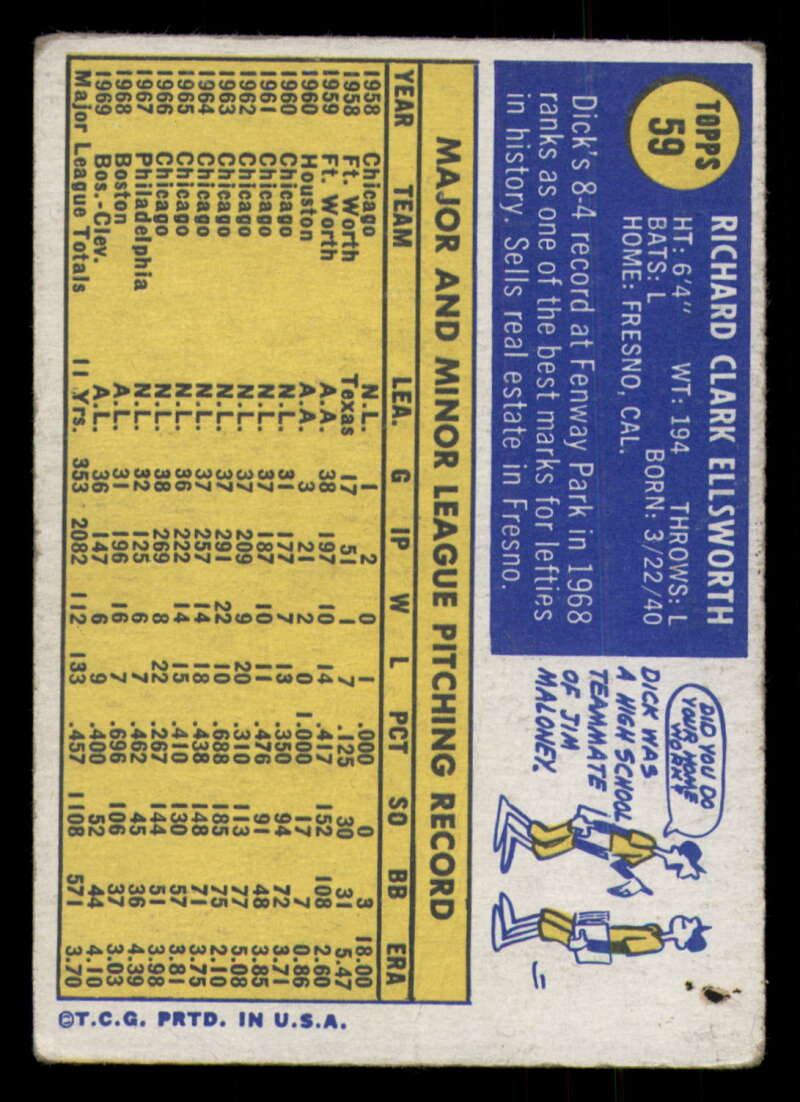 TOPPS
59
RICHARD CLARK ELLSWORTH
HT: 6'4" WT: 194 THROWS: L
BATS: L BORN: 3/22/40
HOME: FRESNO, CAL.
Dick's 8-4 record at Fenway Park in 1968
ranks as one of the best marks for lefties
in history. Sells real estate in Fresno.
DID YOU DO
YOUR HOME
WORK?
DICK WAS
A HIGH SCHOOL
TEAMMATE
OF JIM
MALONEY.
MAJOR AND MINOR LEAGUE PITCHING RECORD
YEAR TEAM LEA. G IP W L PCT SO BB ERA
1958 Chicago N.L. 1 2 0 1 .000 0 3 18.00
1958 Ft. Worth Texas 17 51 1 7 .125 30 31 5.47
1959 Ft. Worth A.A. 38 197 10 14 .417 152 108 2.60
1960 Houston A.A. 3 21 2 0 1.000 17 7 0.86
1960 Chicago N.L. 31 177 7 13 .350 94 72 3.71
1961 Chicago N.L. 37 187 10 11 .476 91 48 3.85
1962 Chicago N.L. 37 209 9 20 .310 113 77 5.08
1963 Chicago N.L. 37 291 22 10 .688 185 75 2.10
1964 Chicago N.L. 37 257 14 18 .438 148 71 3.75
1965 Chicago N.L. 36 222 14 15 .410 130 57 3.81
1966 Chicago N.L. 38 269 8 22 .267 144 51 3.98
1967 Philadelphia N.L. 32 125 6 7 .462 45 36 4.39
1968 Boston A.L. 31 196 16 7 .696 106 37 3.03
1969 Bos.-Clev. A.L. 36 147 6 9 .400 52 44 4.10
Major League Totals 11 Yrs. 353 2082 112 133 .457 1108 571 3.70
©T.C.G. PRTD. IN U.S.A.